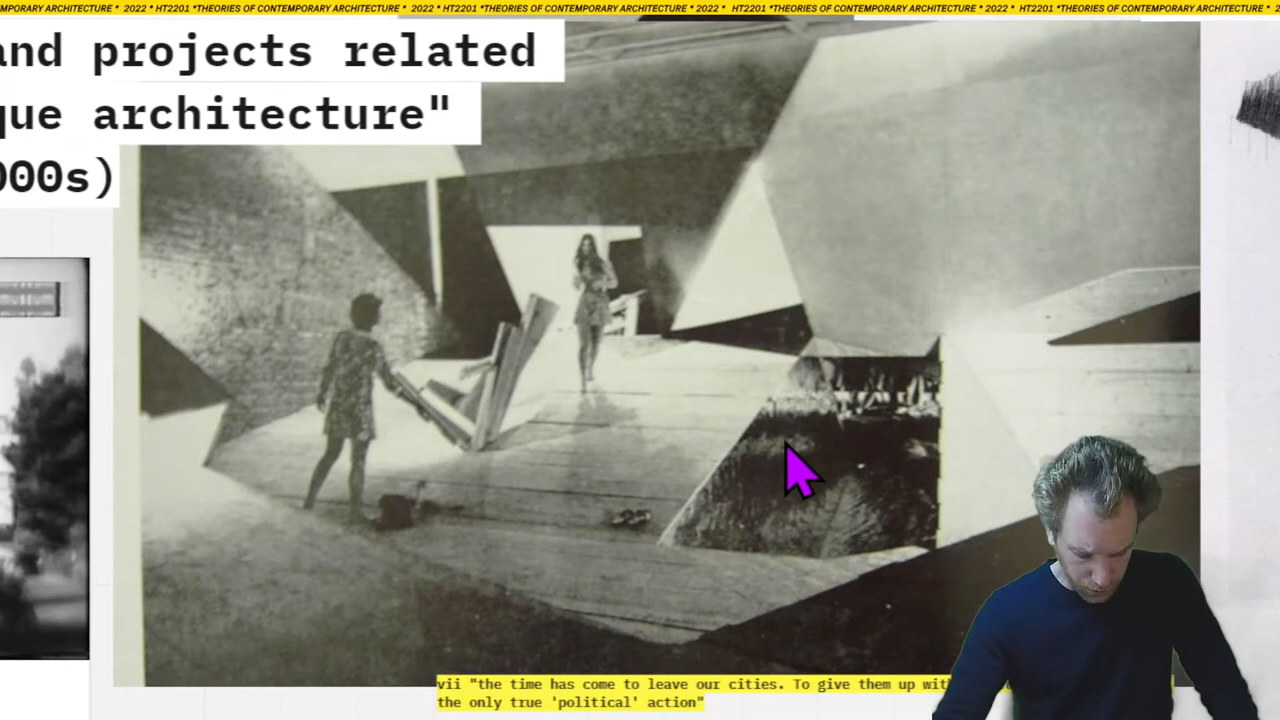 MPORARY ARCHITECTURE * 2022 * HT2201 *THEORIES OF CONTEMPORARY ARCHITECTURE * 2022 * HT2201 *THEORIES OF CONTEMPORARY ARCHITECTURE * 2022 * HT2201 *THEORIES OF CONTEMPORARY ARCHITECTURE * 2022 * HT2201 *THEORIES OF CONTEMPORARY ARCHITECTURE * 2
and projects related
que architecture"
000s)
vii "the time has come to leave our cities. To give them up with
the only true 'political' action"